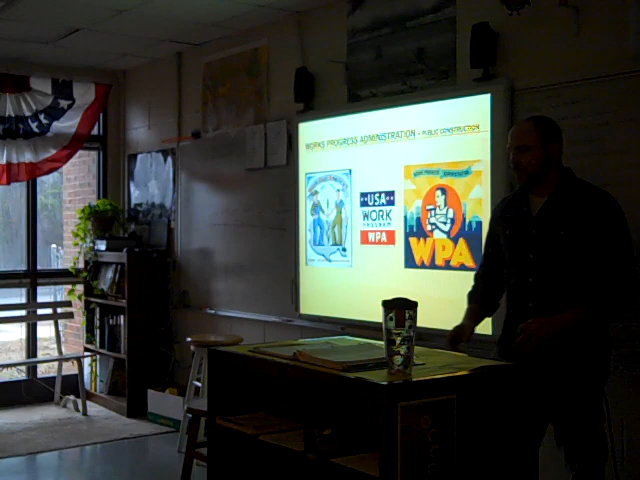 WORKS PROGRESS ADMINISTRATION - PUBLIC CONSTRUCTION
USA
WORK
PROGRAM
WPA
WPA